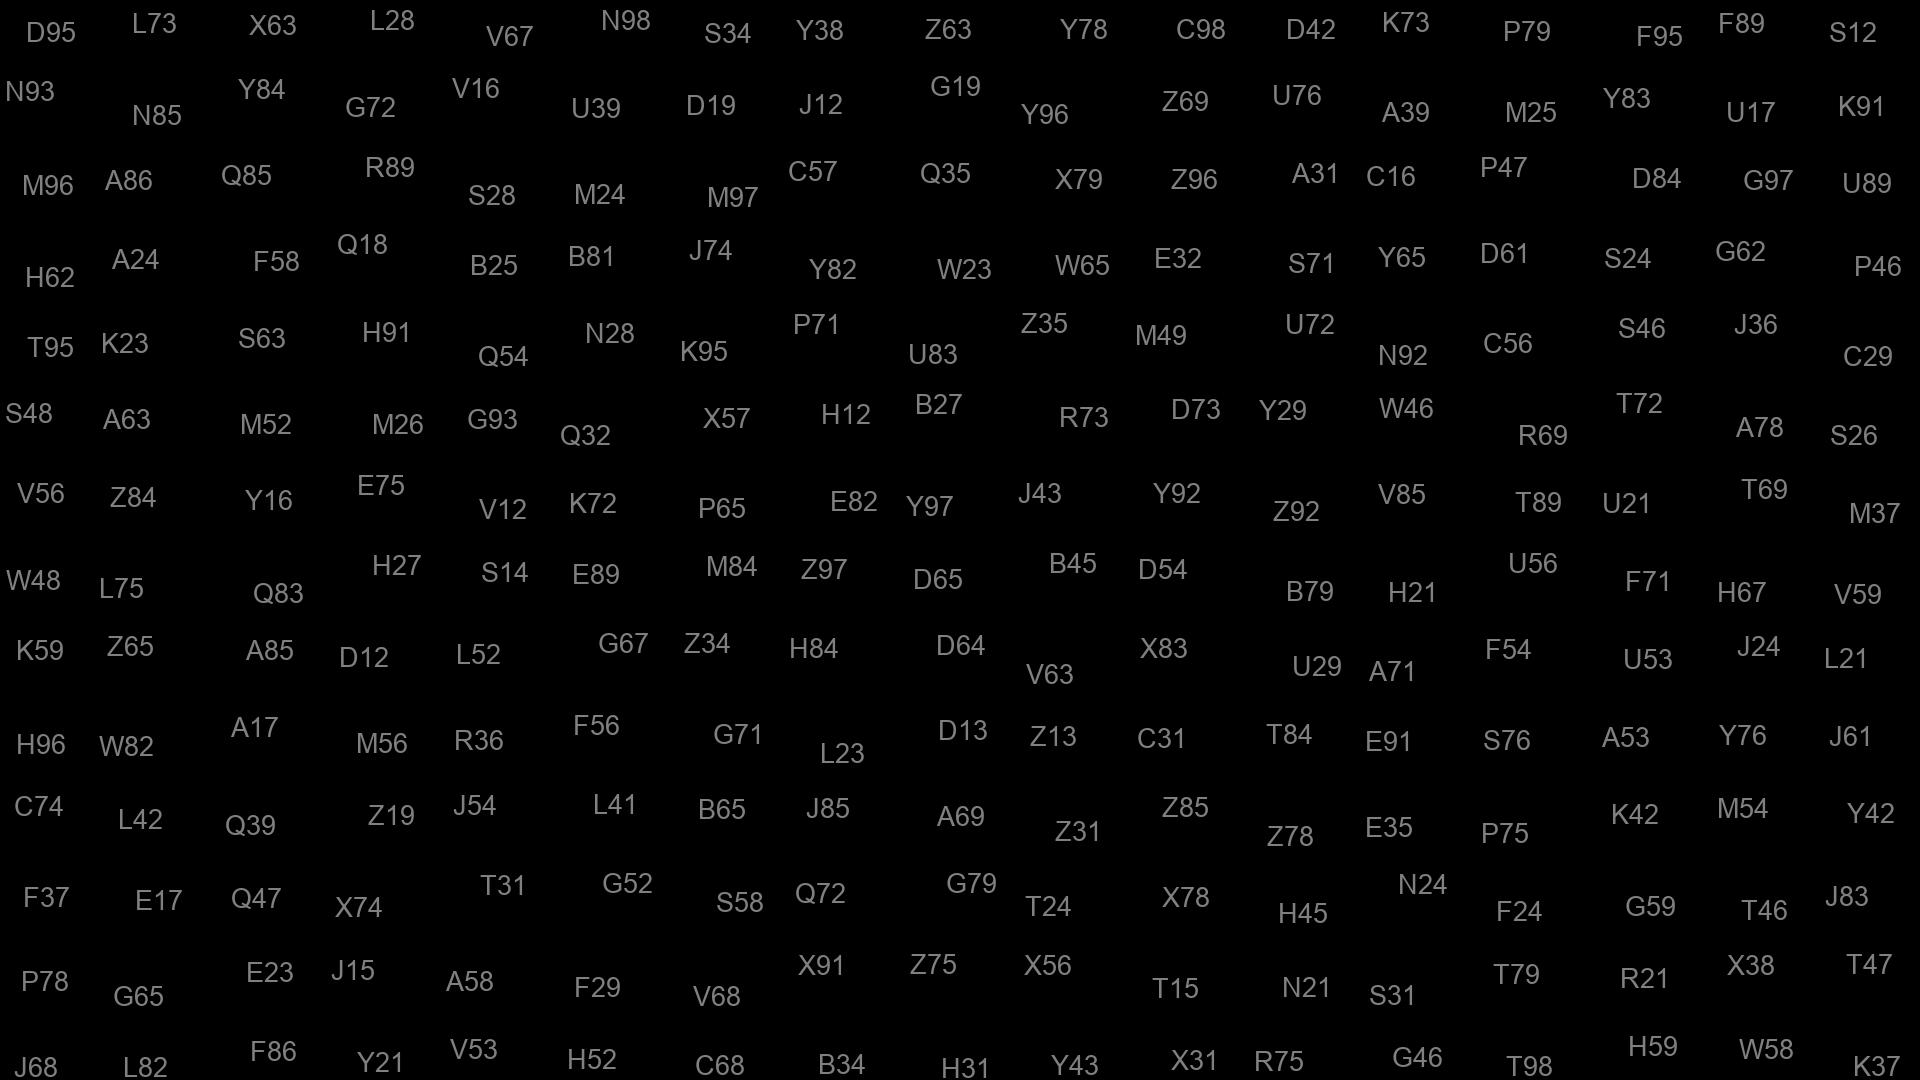 D95 L73 X63 L28 V67 N98 S34 Y38 Z63 Y78 C98 D42 K73 P79 F95 F89 S12
N93 N85 Y84 G72 V16 U39 D19 J12 G19 Y96 Z69 U76 A39 M25 Y83 U17 K91
M96 A86 Q85 R89 S28 M24 M97 C57 Q35 X79 Z96 A31 C16 P47 D84 G97 U89
H62 A24 F58 Q18 B25 B81 J74 Y82 W23 W65 E32 S71 Y65 D61 S24 G62 P46
T95 K23 S63 H91 Q54 N28 K95 P71 U83 Z35 M49 U72 N92 C56 S46 J36 C29
S48 A63 M52 M26 G93 Q32 X57 H12 B27 R73 D73 Y29 W46 R69 T72 A78 S26
V56 Z84 Y16 E75 V12 K72 P65 E82 Y97 J43 Y92 Z92 V85 T89 U21 T69 M37
W48 L75 Q83 H27 S14 E89 M84 Z97 D65 B45 D54 B79 H21 U56 F71 H67 V59
K59 Z65 A85 D12 L52 G67 Z34 H84 D64 V63 X83 U29 A71 F54 U53 J24 L21
H96 W82 A17 M56 R36 F56 G71 L23 D13 Z13 C31 T84 E91 S76 A53 Y76 J61
C74 L42 Q39 Z19 J54 L41 B65 J85 A69 Z31 Z85 Z78 E35 P75 K42 M54 Y42
F37 E17 Q47 X74 T31 G52 S58 Q72 G79 T24 X78 H45 N24 F24 G59 T46 J83
P78 G65 E23 J15 A58 F29 V68 X91 Z75 X56 T15 N21 S31 T79 R21 X38 T47
J68 L82 F86 Y21 V53 H52 C68 B34 H31 Y43 X31 R75 G46 T98 H59 W58 K37